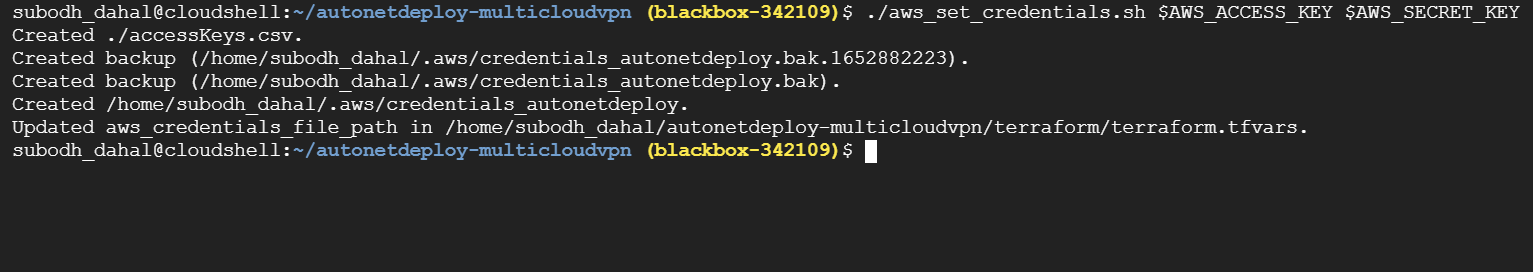 subodh_dahal@cloudshell:~/autonetdeploy-multicloudvpn (blackbox-342109)$ ./aws_set_credentials.sh $AWS_ACCESS_KEY $AWS_SECRET_KEY
Created ./accessKeys.csv.
Created backup (/home/subodh_dahal/.aws/credentials_autonetdeploy.bak.1652882223).
Created backup (/home/subodh_dahal/.aws/credentials_autonetdeploy.bak).
Created /home/subodh_dahal/.aws/credentials_autonetdeploy.
Updated aws_credentials_file_path in /home/subodh_dahal/autonetdeploy-multicloudvpn/terraform/terraform.tfvars.
subodh_dahal@cloudshell:~/autonetdeploy-multicloudvpn (blackbox-342109)$